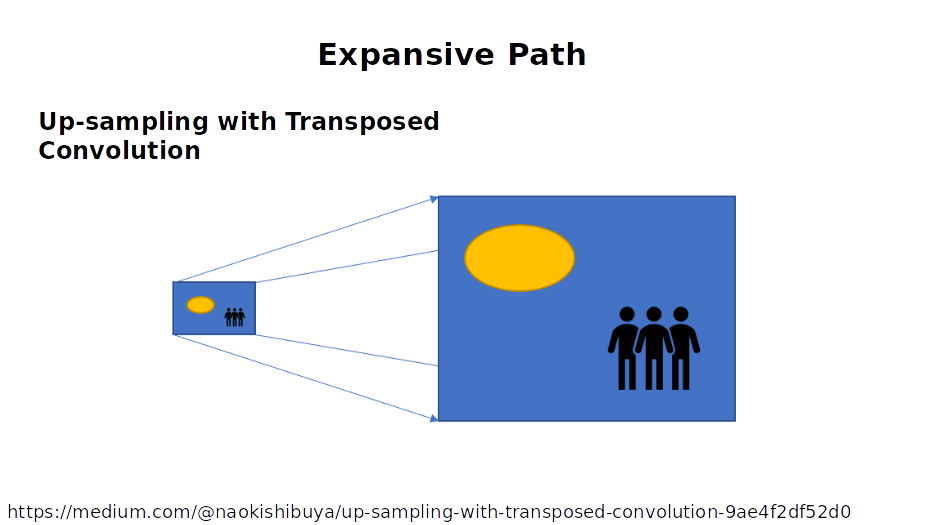 Expansive Path
Up-sampling with Transposed
Convolution
https://medium.com/@naokishibuya/up-sampling-with-transposed-convolution-9ae4f2df52d0